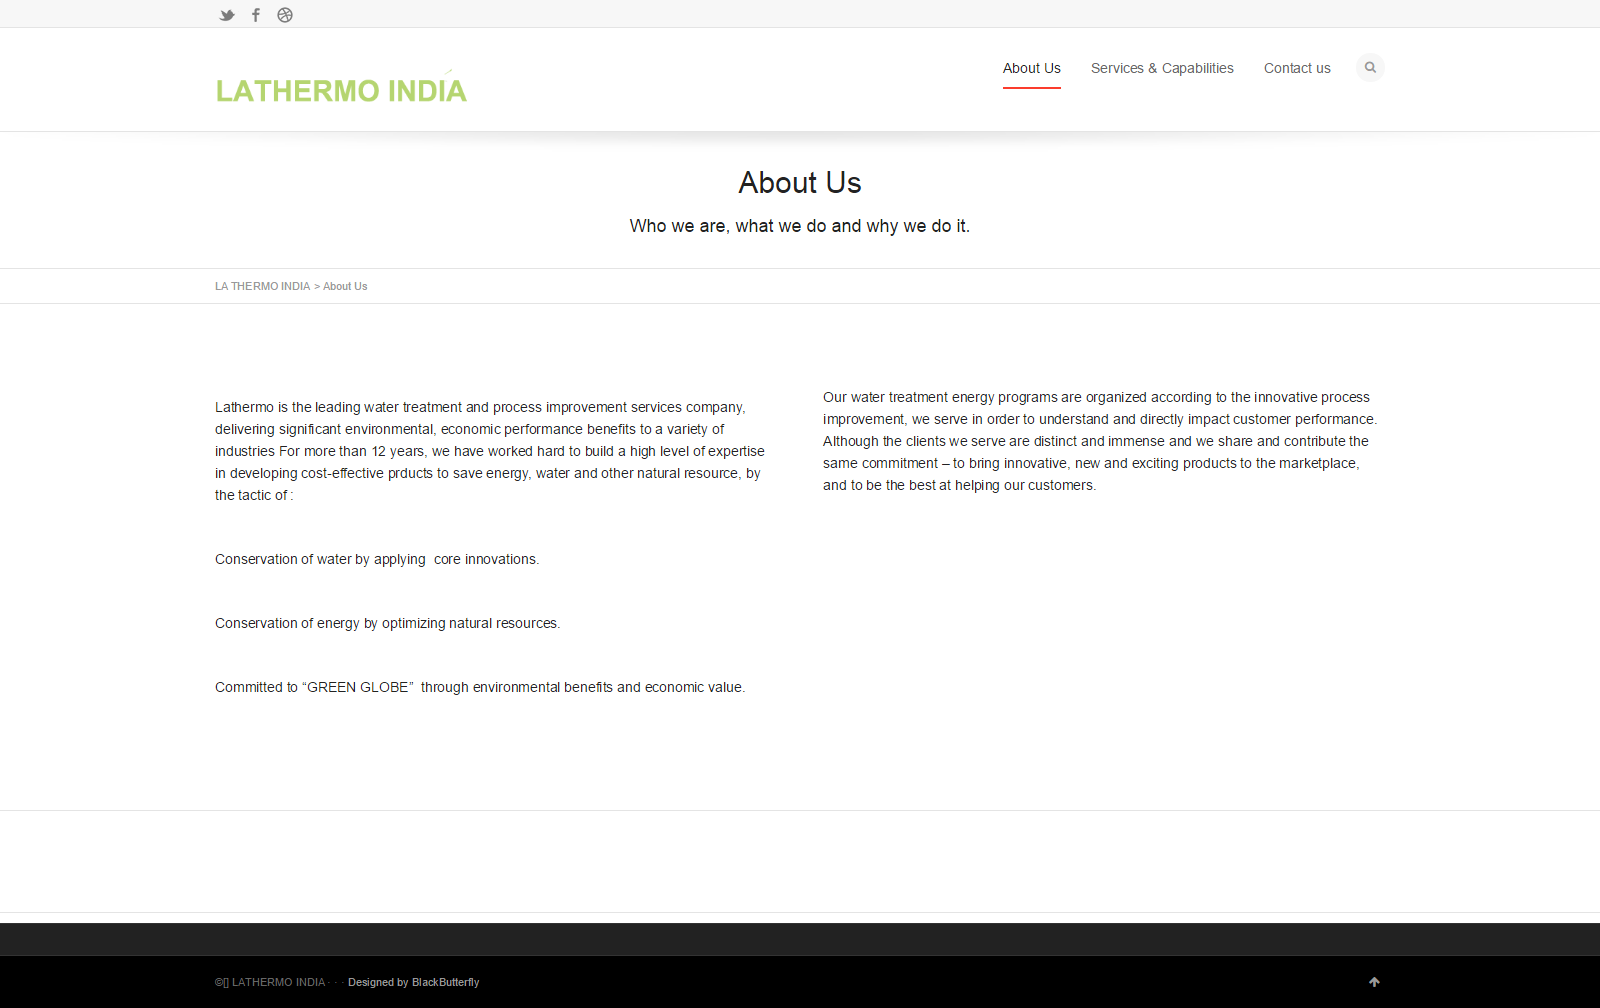 LATHERMO INDIA
About Us
Services & Capabilities
Contact us
About Us
Who we are, what we do and why we do it.
LA THERMO INDIA > About Us
Lathermo is the leading water treatment and process improvement services company,
delivering significant environmental, economic performance benefits to a variety of
industries For more than 12 years, we have worked hard to build a high level of expertise
in developing cost-effective prducts to save energy, water and other natural resource, by
the tactic of :
Conservation of water by applying  core innovations.
Conservation of energy by optimizing natural resources.
Committed to “GREEN GLOBE”  through environmental benefits and economic value.
Our water treatment energy programs are organized according to the innovative process
improvement, we serve in order to understand and directly impact customer performance.
Although the clients we serve are distinct and immense and we share and contribute the
same commitment – to bring innovative, new and exciting products to the marketplace,
and to be the best at helping our customers.
©[] LATHERMO INDIA · · · Designed by BlackButterfly